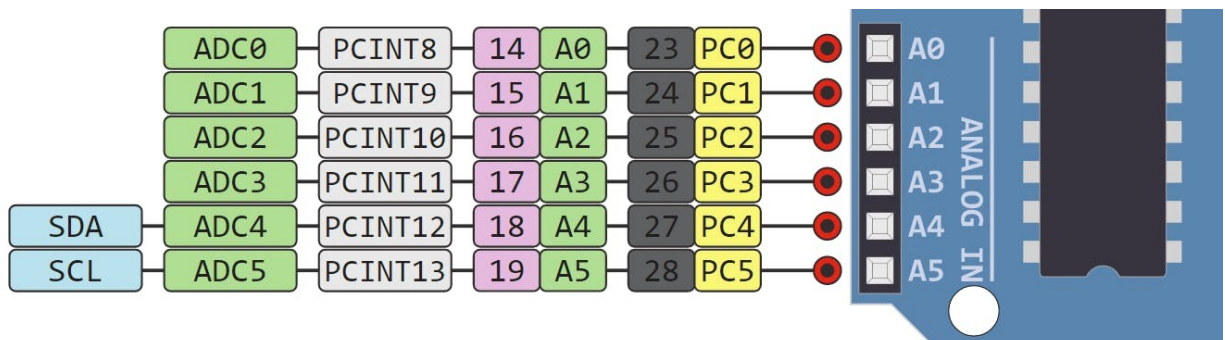 ADC0 PCINT8 14 A0 23 PC0 A0
ADC1 PCINT9 15 A1 24 PC1 A1
ADC2 PCINT10 16 A2 25 PC2 A2
ADC3 PCINT11 17 A3 26 PC3 A3
SDA ADC4 PCINT12 18 A4 27 PC4 A4
SCL ADC5 PCINT13 19 A5 28 PC5 A5
ANALOG IN